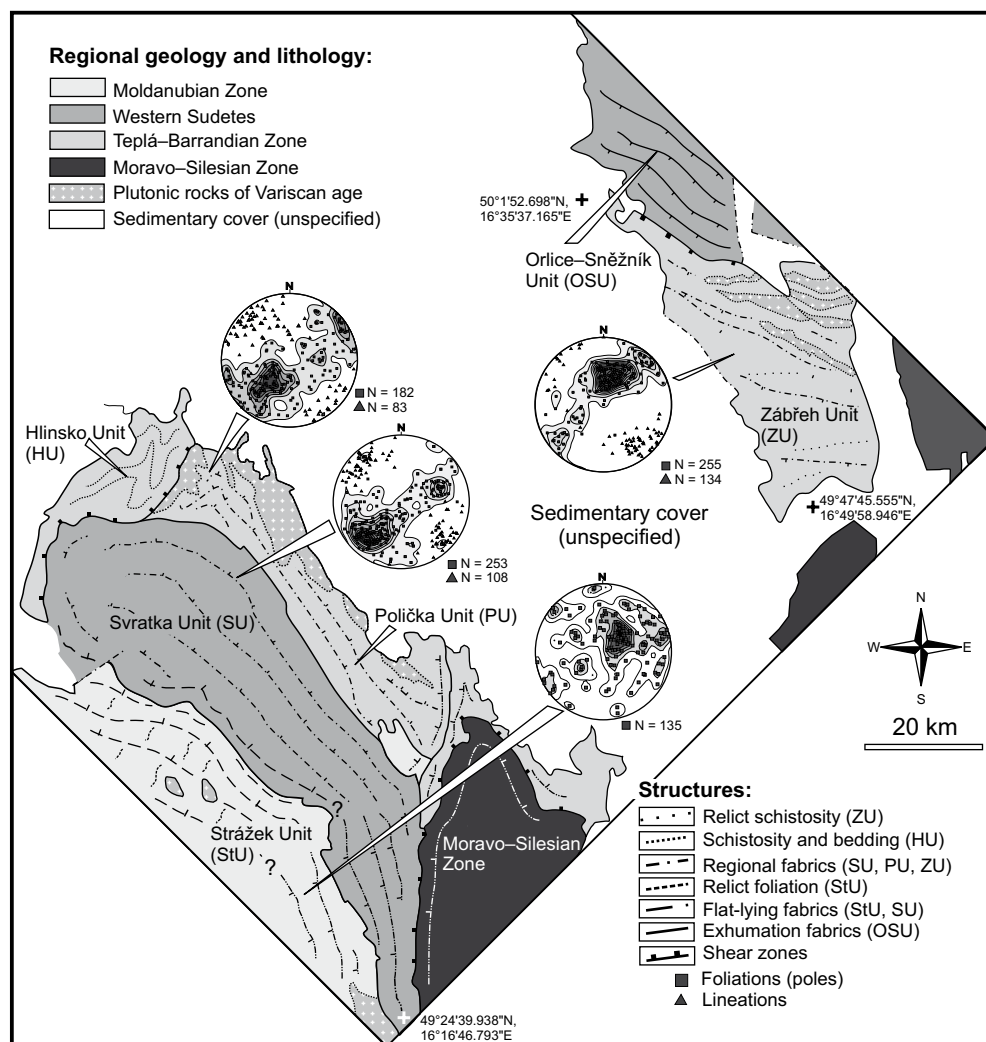 Regional geology and lithology:
Moldanubian Zone
Western Sudetes
Teplá–Barrandian Zone
Moravo–Silesian Zone
Plutonic rocks of Variscan age
Sedimentary cover (unspecified)
50°1'52.698"N,
16°35'37.165"E
Orlice–Sněžník
Unit (OSU)
N
N = 182
N = 83
N
N = 255
N = 134
Zábřeh Unit
(ZU)
Hlinsko Unit
(HU)
N
N = 253
N = 108
Sedimentary cover
(unspecified)
49°47'45.555"N,
16°49'58.946"E
Svratka Unit (SU)
Polička Unit (PU)
N
N = 135
N
W
E
S
20 km
?
Strážek Unit
(StU)
?
Moravo–Silesian
Zone
Structures:
Relict schistosity (ZU)
Schistosity and bedding (HU)
Regional fabrics (SU, PU, ZU)
Relict foliation (StU)
Flat-lying fabrics (StU, SU)
Exhumation fabrics (OSU)
Shear zones
Foliations (poles)
Lineations
49°24'39.938"N,
16°16'46.793"E